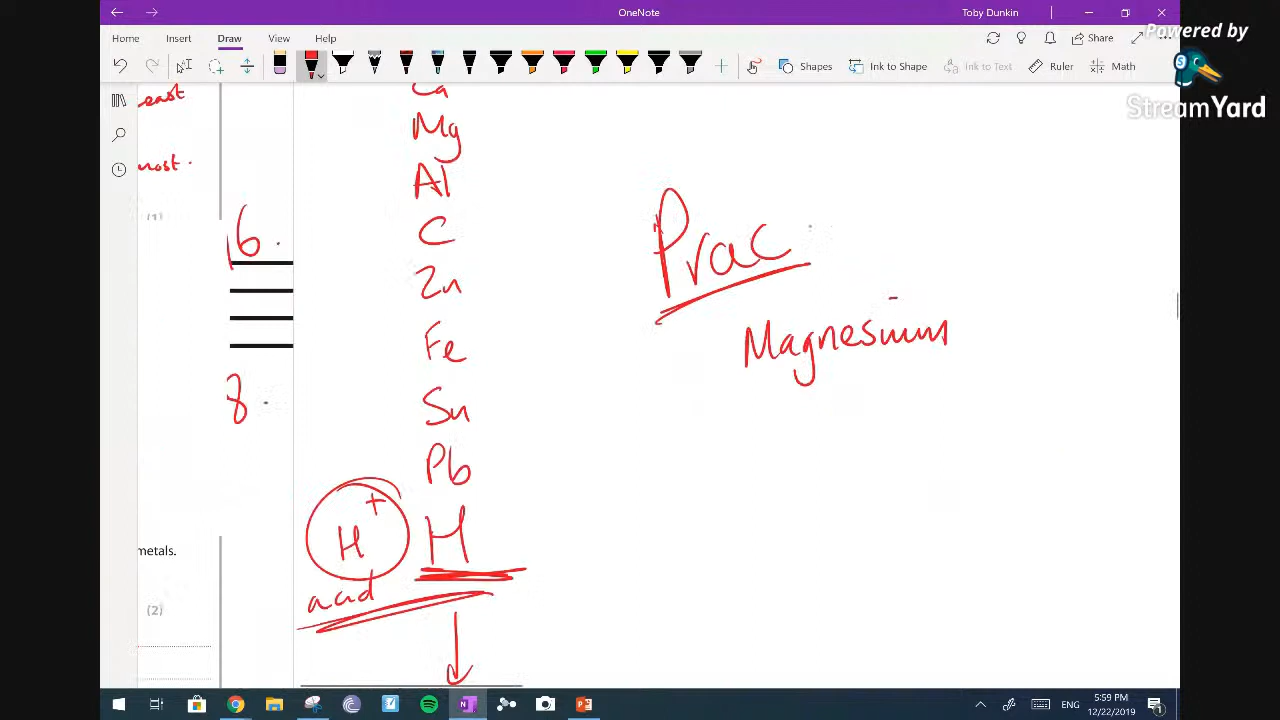 OneNote
Toby Dunkin
Powered by
StreamYard
Home Insert Draw View Help
Share
Shapes
Ink to Shape
Ink to Text
Ruler
Math
east
most.
(1)
16.
8.
metals.
(2)
Ca
Mg
Al
C
Zn
Fe
Sn
Pb
H+ H
acid
Prac
Magnesium
ENG
5:59 PM
12/22/2019